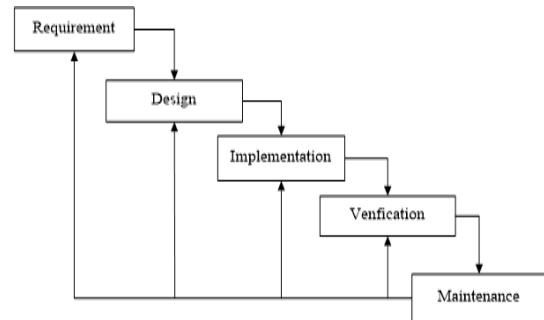 Requirement
Design
Implementation
Venfication
Maintenance